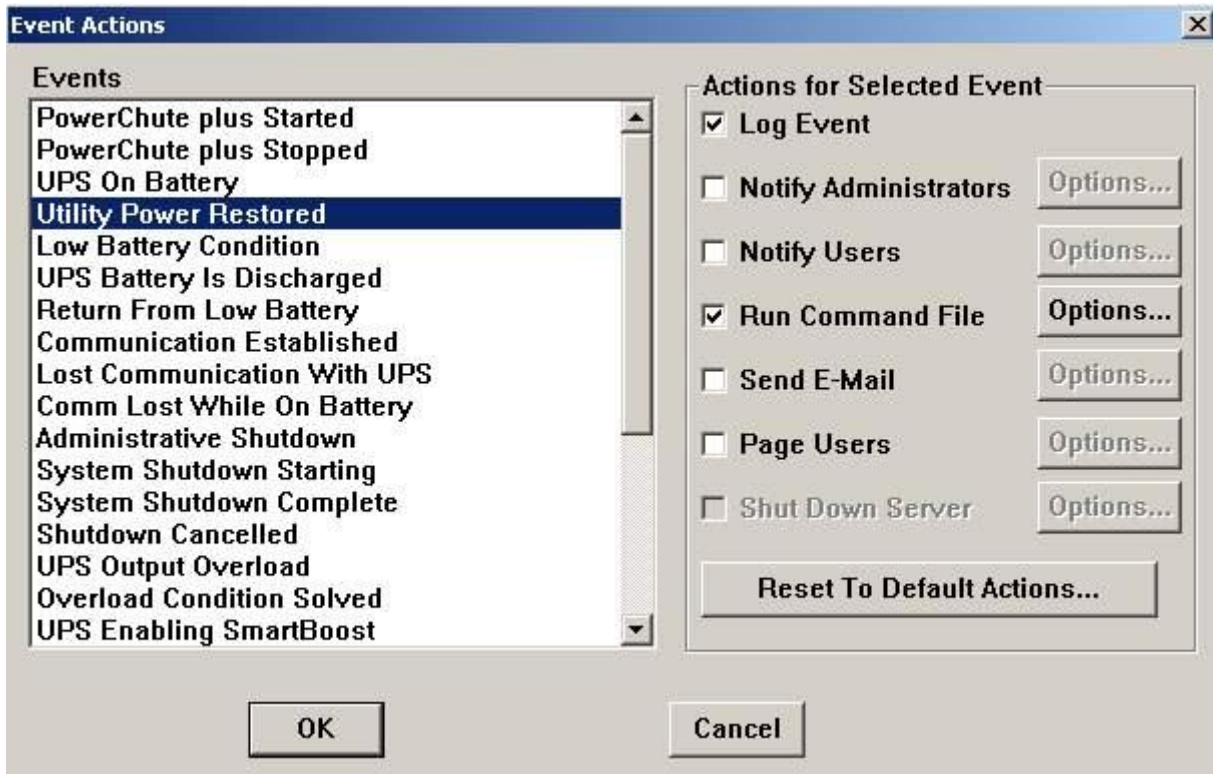 Event Actions
Events
PowerChute plus Started
PowerChute plus Stopped
UPS On Battery
Utility Power Restored
Low Battery Condition
UPS Battery Is Discharged
Return From Low Battery
Communication Established
Lost Communication With UPS
Comm Lost While On Battery
Administrative Shutdown
System Shutdown Starting
System Shutdown Complete
Shutdown Cancelled
UPS Output Overload
Overload Condition Solved
UPS Enabling SmartBoost
Actions for Selected Event
Log Event
Notify Administrators Options...
Notify Users Options...
Run Command File Options...
Send E-Mail Options...
Page Users Options...
Shut Down Server Options...
Reset To Default Actions...
OK Cancel